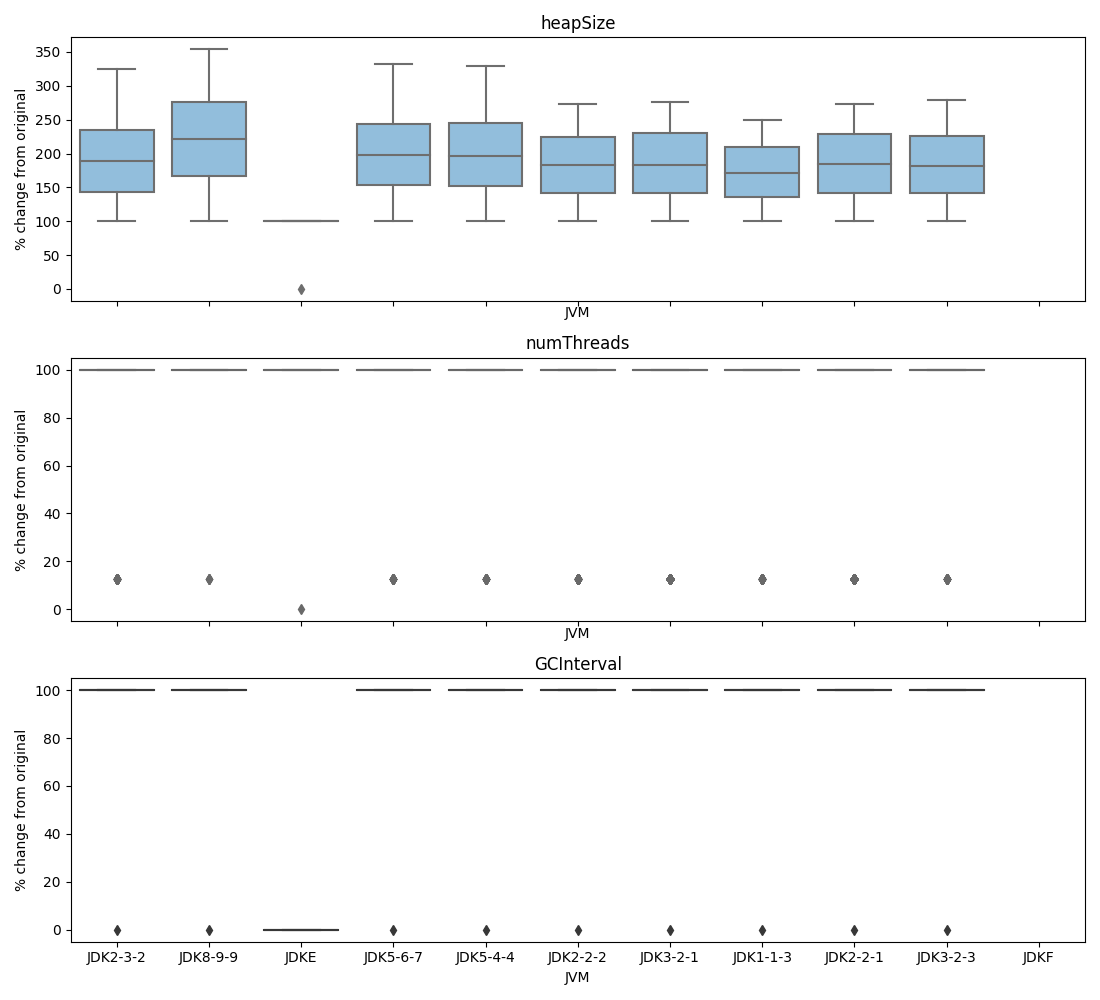 heapSize
% change from original
350
300
250
200
150
100
50
0
JVM
numThreads
% change from original
100
80
60
40
20
0
JVM
GCInterval
% change from original
100
80
60
40
20
0
JDK2-3-2 JDK8-9-9 JDKE JDK5-6-7 JDK5-4-4 JDK2-2-2 JDK3-2-1 JDK1-1-3 JDK2-2-1 JDK3-2-3 JDKF
JVM